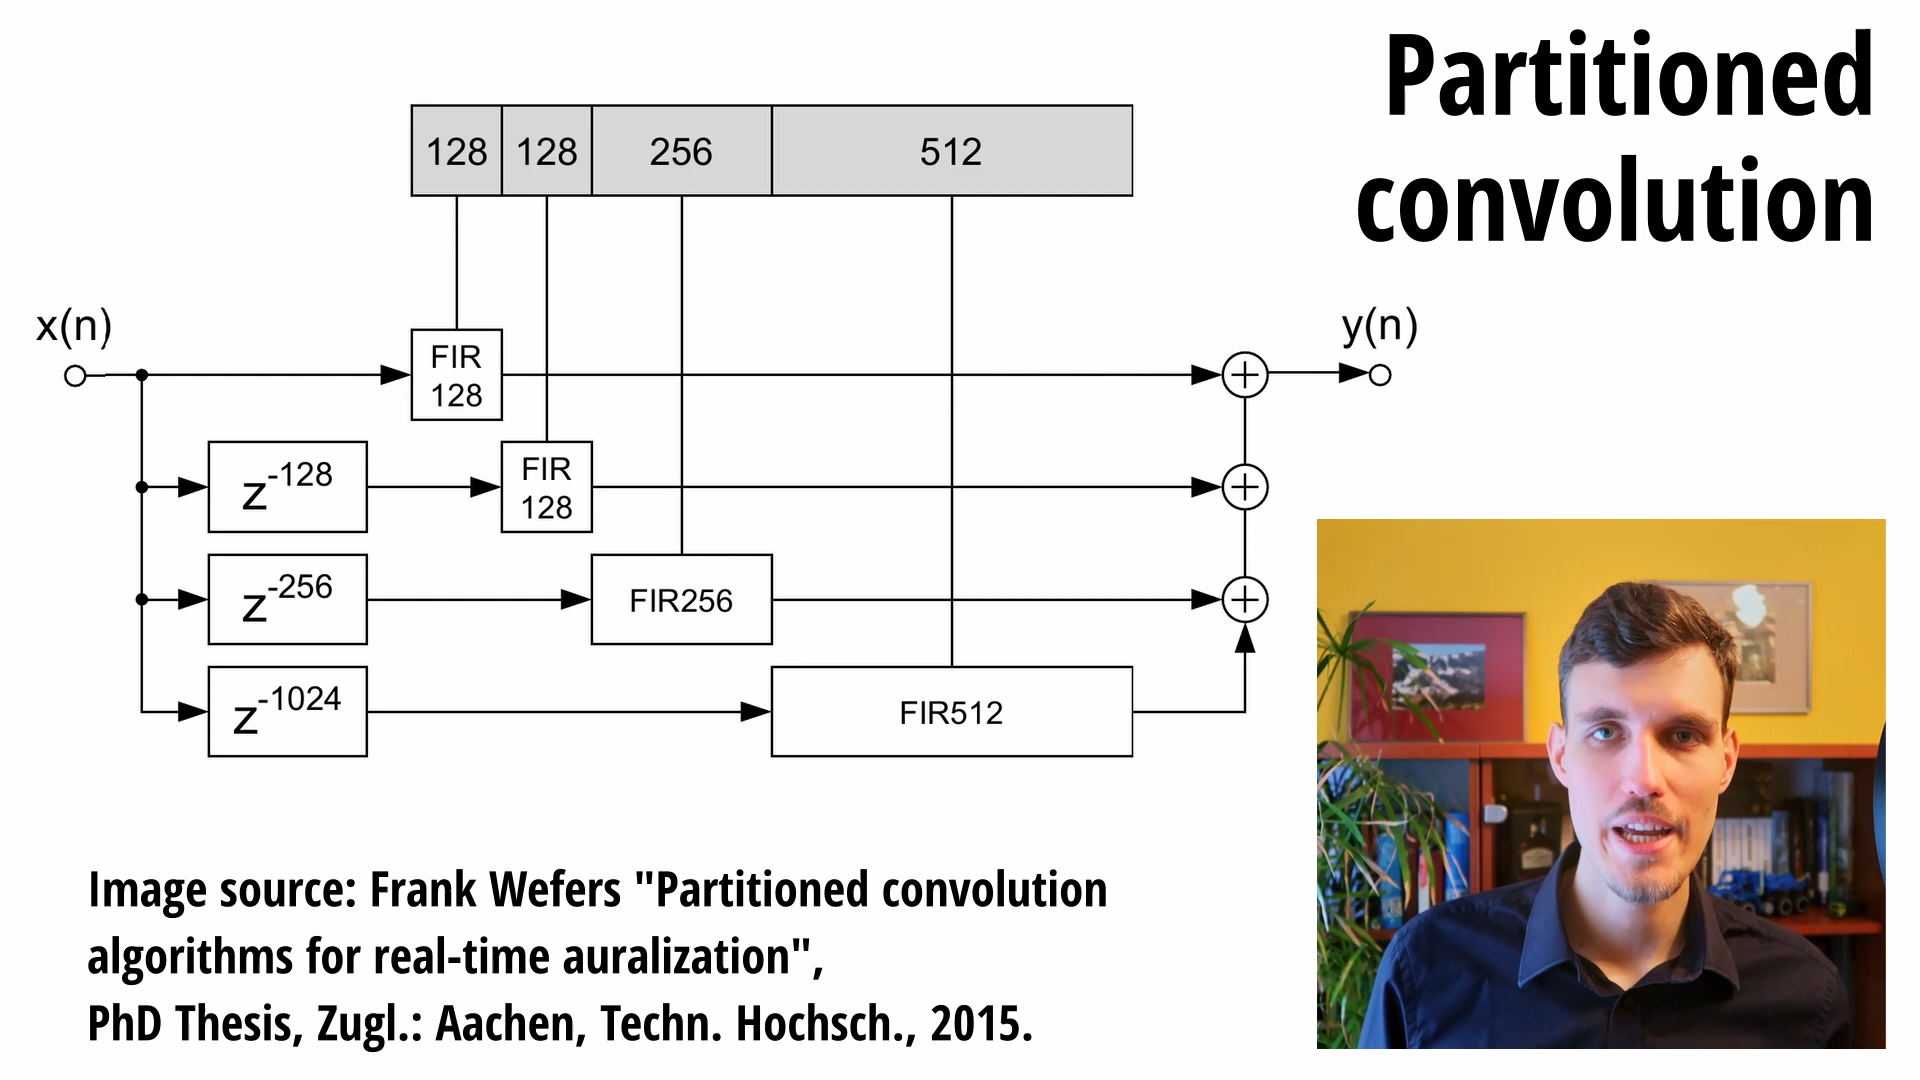 Partitioned
convolution
128 128 256 512
x(n)
y(n)
FIR
128
z^-128
FIR
128
z^-256
FIR256
z^-1024
FIR512
Image source: Frank Wefers "Partitioned convolution
algorithms for real-time auralization",
PhD Thesis, Zugl.: Aachen, Techn. Hochsch., 2015.